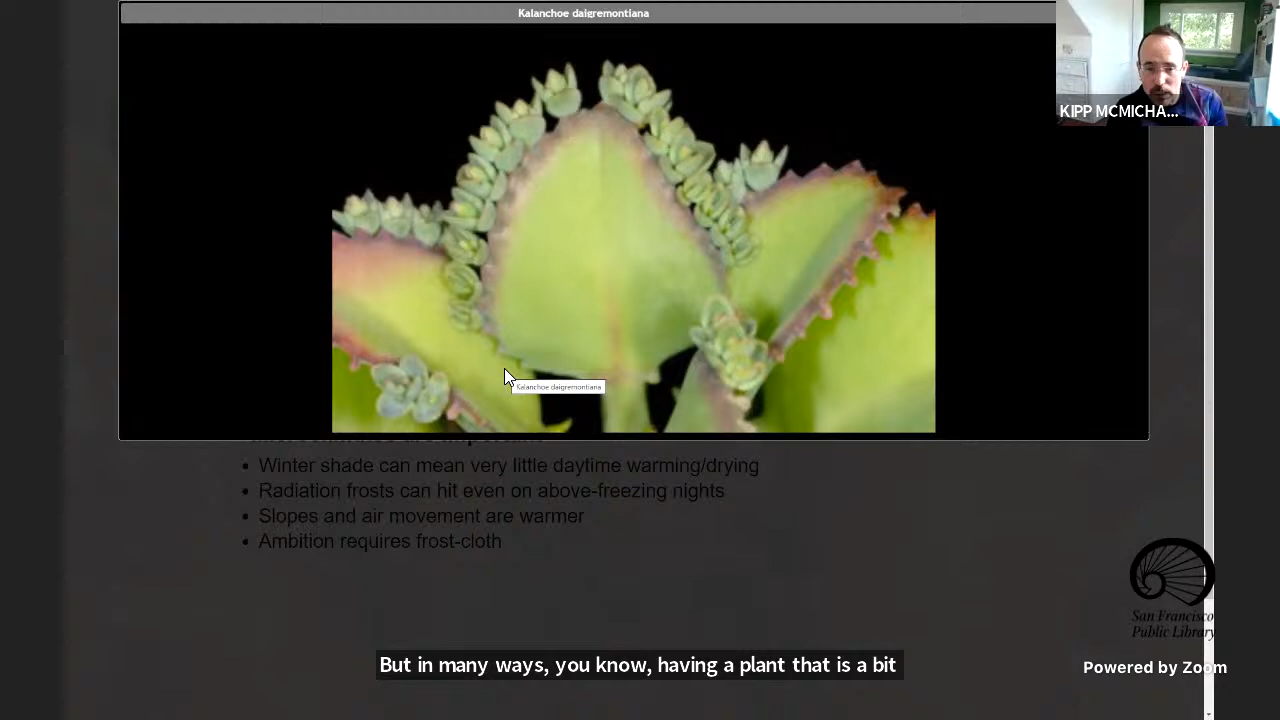 Kalanchoe daigremontiana
KIPP MCMICHA...
Kalanchoe daigremontiana
Winter shade can mean very little daytime warming/drying
Radiation frosts can hit even on above-freezing nights
Slopes and air movement are warmer
Ambition requires frost-cloth
San Francisco
Public Library
But in many ways, you know, having a plant that is a bit
Powered by Zoom